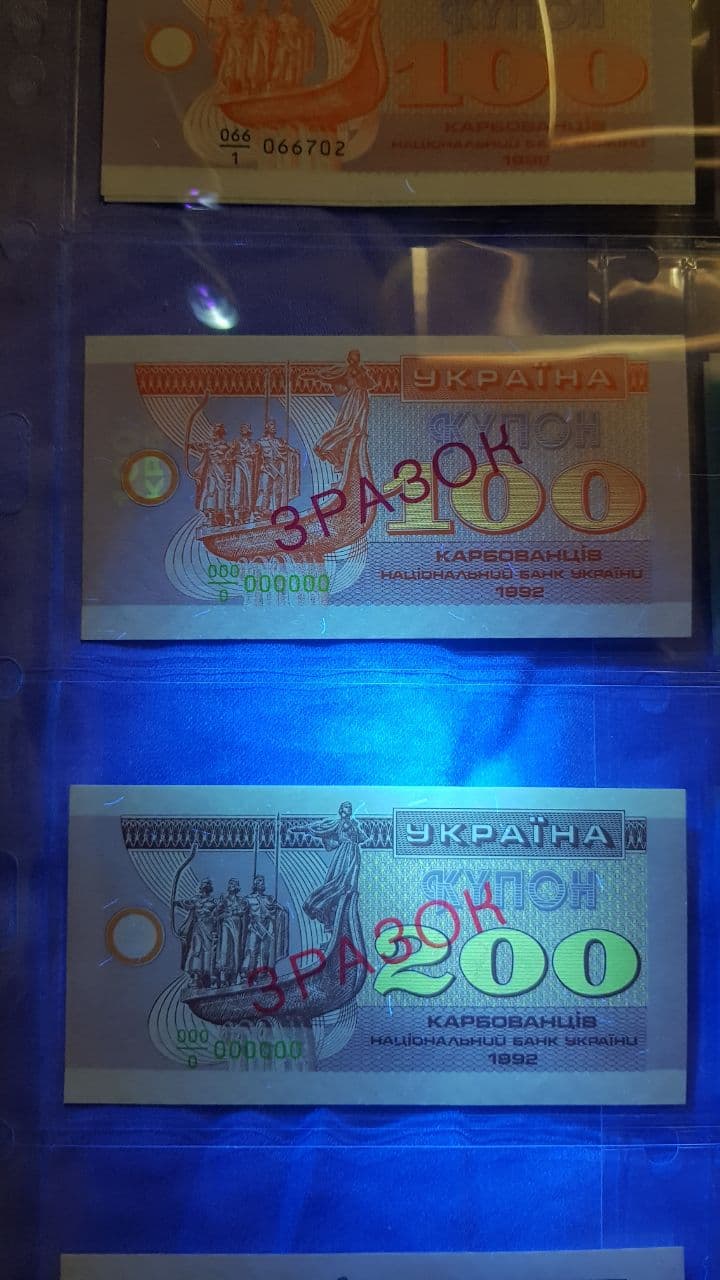 КУПОН
100
КАРБОВАНЦІВ
НАЦІОНАЛЬНИЙ БАНК УКРАЇНИ
066
1
066702
УКРАЇНА
КУПОН
100
ЗРАЗОК
КАРБОВАНЦІВ
НАЦІОНАЛЬНИЙ БАНК УКРАЇНИ
1992
000
0
000000
УКРАЇНА
КУПОН
200
ЗРАЗОК
КАРБОВАНЦІВ
НАЦІОНАЛЬНИЙ БАНК УКРАЇНИ
1992
000
0
000000